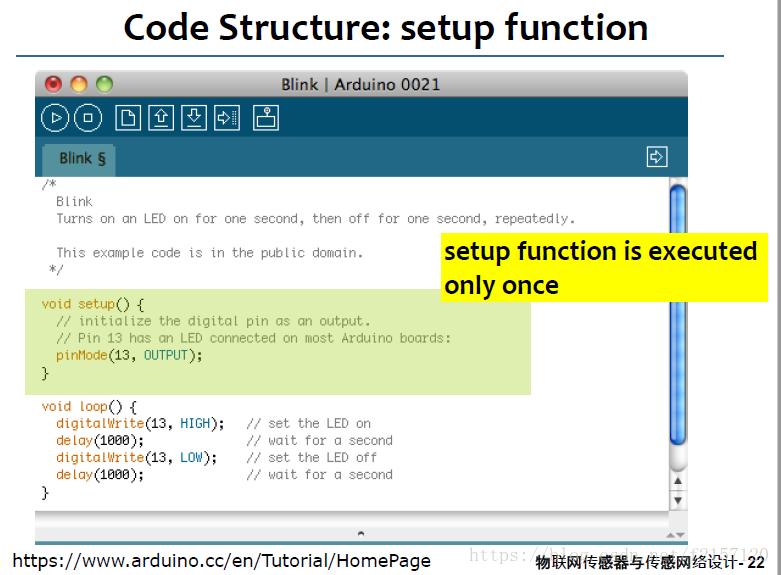 Code Structure: setup function
Blink | Arduino 0021
Blink §
/*
Blink
Turns on an LED on for one second, then off for one second, repeatedly.
This example code is in the public domain.
*/
setup function is executed
only once
void setup() {
// initialize the digital pin as an output.
// Pin 13 has an LED connected on most Arduino boards:
pinMode(13, OUTPUT);
}
void loop() {
digitalWrite(13, HIGH); // set the LED on
delay(1000); // wait for a second
digitalWrite(13, LOW); // set the LED off
delay(1000); // wait for a second
}
https://www.arduino.cc/en/Tutorial/HomePage
物联网传感器与传感网络设计- 22